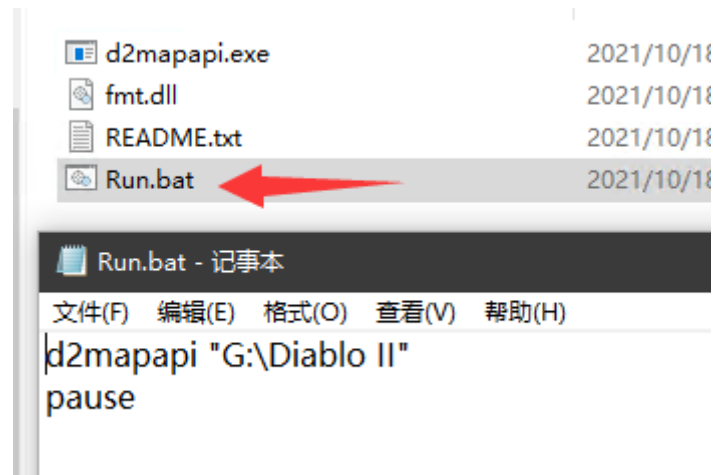 d2mapapi.exe 2021/10/18
fmt.dll 2021/10/18
README.txt 2021/10/18
Run.bat 2021/10/18
Run.bat - 记事本
文件(F) 编辑(E) 格式(O) 查看(V) 帮助(H)
d2mapapi "G:\Diablo II"
pause